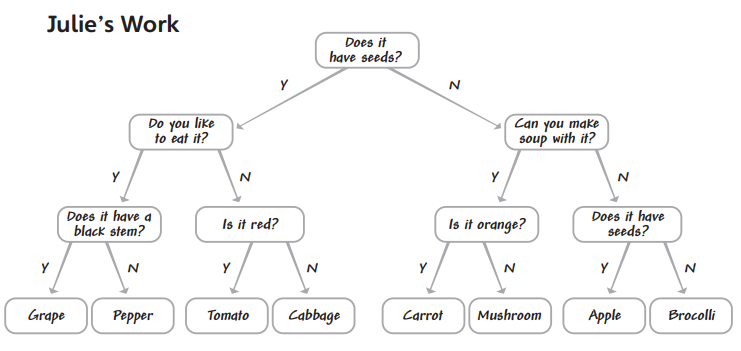 Julie's Work
Does it
have seeds?
Y
N
Do you like
to eat it?
Can you make
soup with it?
Y
N
Y
N
Does it have a
black stem?
Is it red?
Is it orange?
Does it have
seeds?
Y
N
Y
N
Y
N
Y
N
Grape
Pepper
Tomato
Cabbage
Carrot
Mushroom
Apple
Brocolli